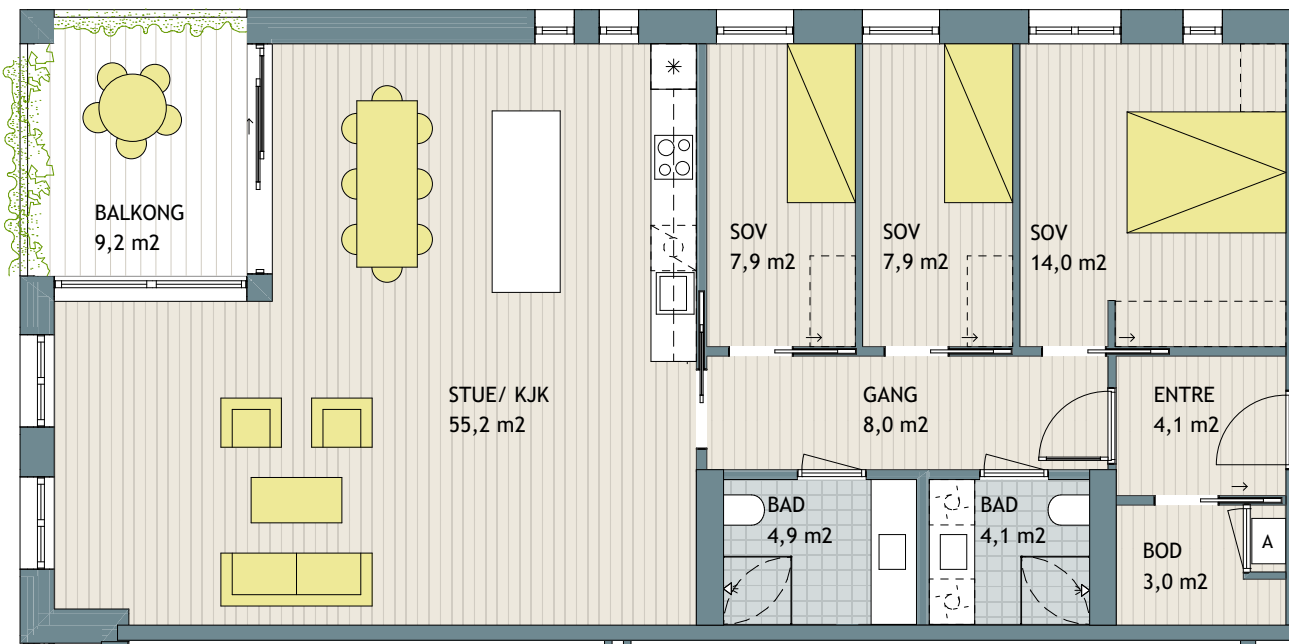 BALKONG
9,2 m2
SOV
7,9 m2
SOV
7,9 m2
SOV
14,0 m2
STUE/ KJK
55,2 m2
GANG
8,0 m2
ENTRE
4,1 m2
BAD
4,9 m2
BAD
4,1 m2
BOD
3,0 m2
A